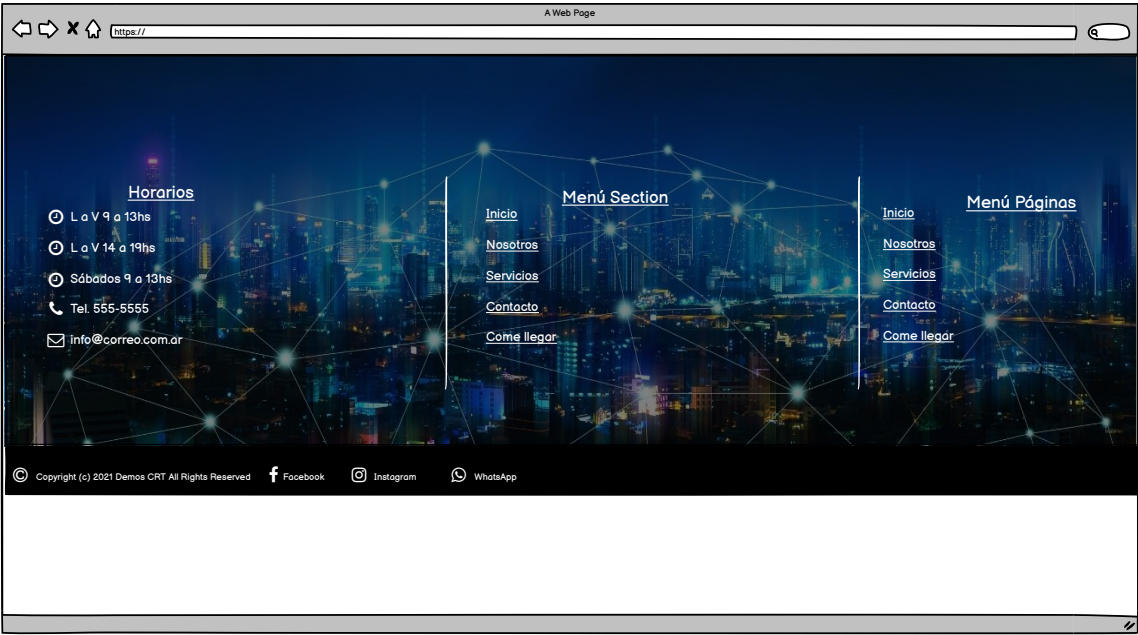 A Web Page
https://
Horarios
L a V 9 a 13hs
L a V 14 a 19hs
Sábados 9 a 13hs
Tel. 555-5555
info@correo.com.ar
Menú Section
Inicio
Nosotros
Servicios
Contacto
Come llegar
Menú Páginas
Inicio
Nosotros
Servicios
Contacto
Come llegar
© Copyright (c) 2021 Demos CRT All Rights Reserved Facebook Instagram WhatsApp